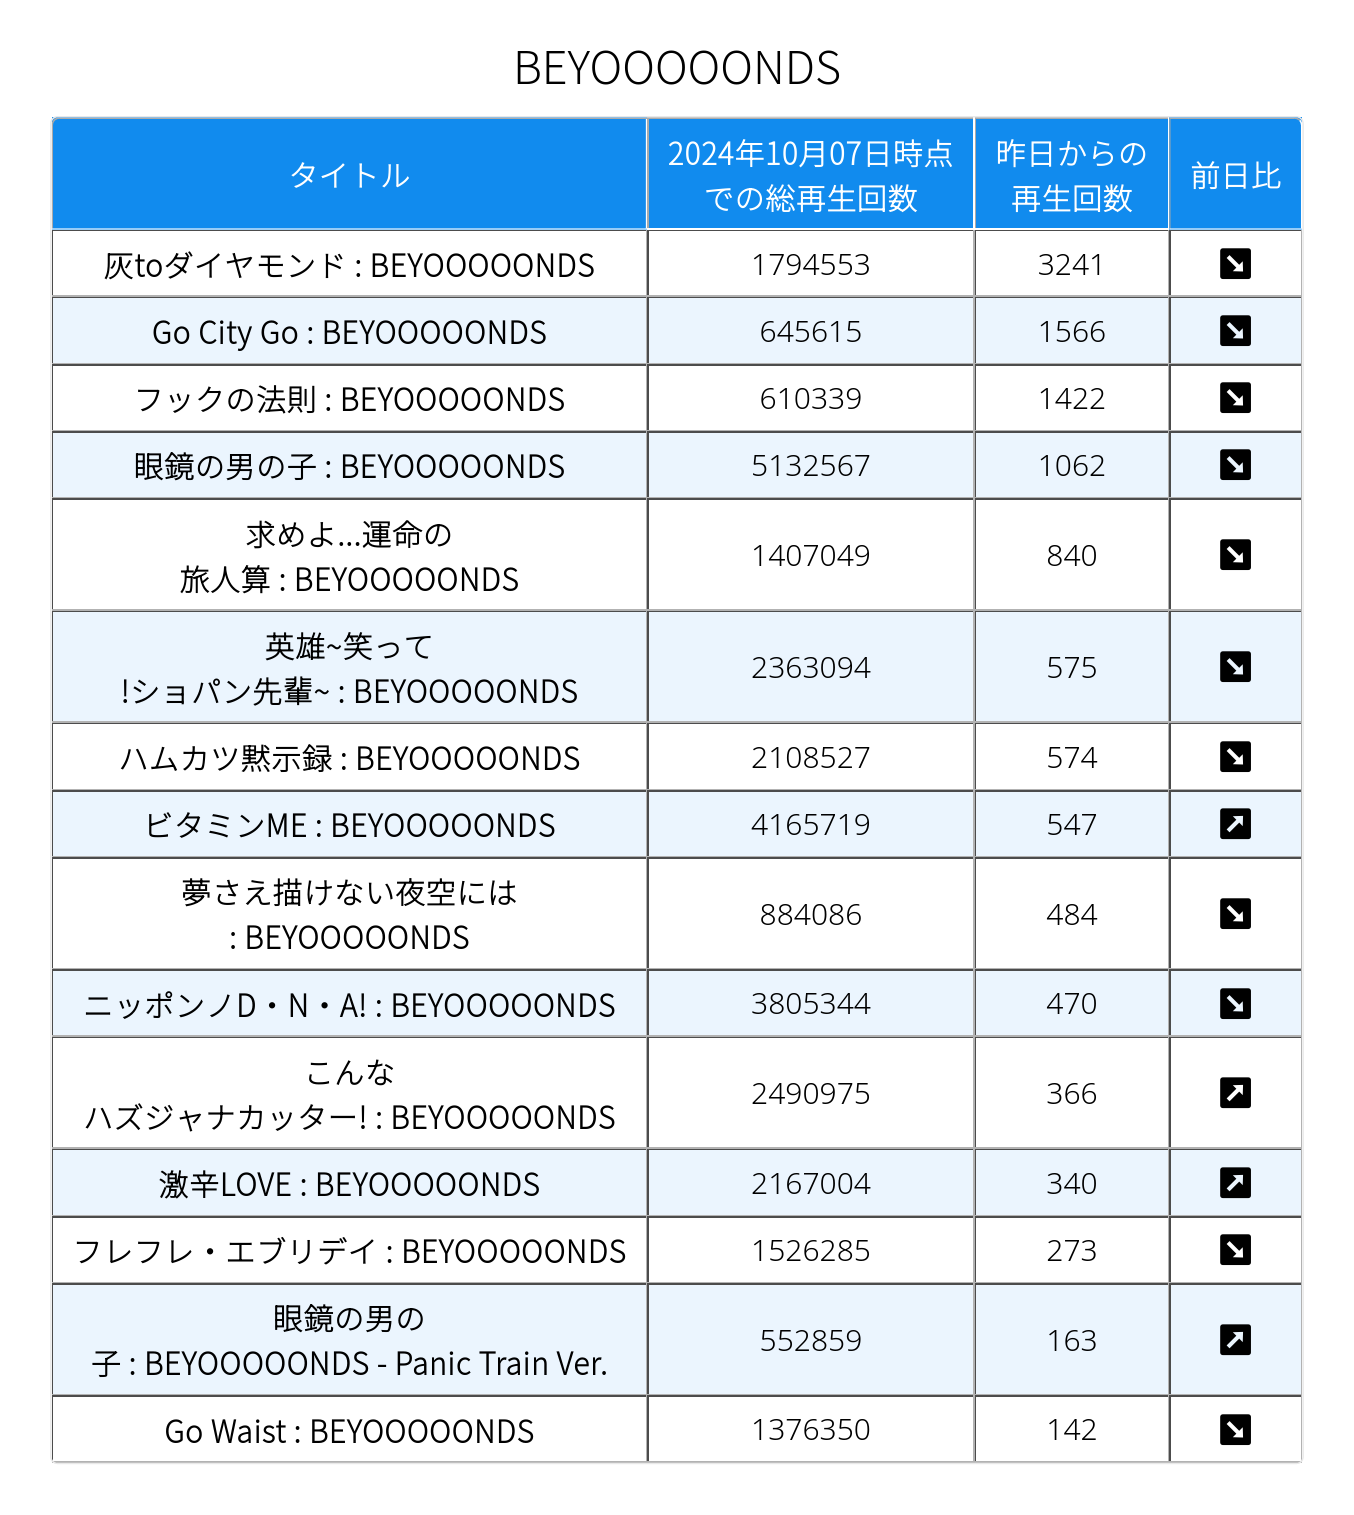 BEYOOOOONDS
タイトル
2024年10月07日時点
での総再生回数
昨日からの
再生回数
前日比
灰toダイヤモンド : BEYOOOOONDS
1794553
3241
Go City Go : BEYOOOOONDS
645615
1566
フックの法則 : BEYOOOOONDS
610339
1422
眼鏡の男の子 : BEYOOOOONDS
5132567
1062
求めよ...運命の
旅人算 : BEYOOOOONDS
1407049
840
英雄~笑って
!ショパン先輩~ : BEYOOOOONDS
2363094
575
ハムカツ黙示録 : BEYOOOOONDS
2108527
574
ビタミンME : BEYOOOOONDS
4165719
547
夢さえ描けない夜空には
: BEYOOOOONDS
884086
484
ニッポンノD・N・A! : BEYOOOOONDS
3805344
470
こんな
ハズジャナカッター! : BEYOOOOONDS
2490975
366
激辛LOVE : BEYOOOOONDS
2167004
340
フレフレ・エブリデイ : BEYOOOOONDS
1526285
273
眼鏡の男の
子 : BEYOOOOONDS - Panic Train Ver.
552859
163
Go Waist : BEYOOOOONDS
1376350
142